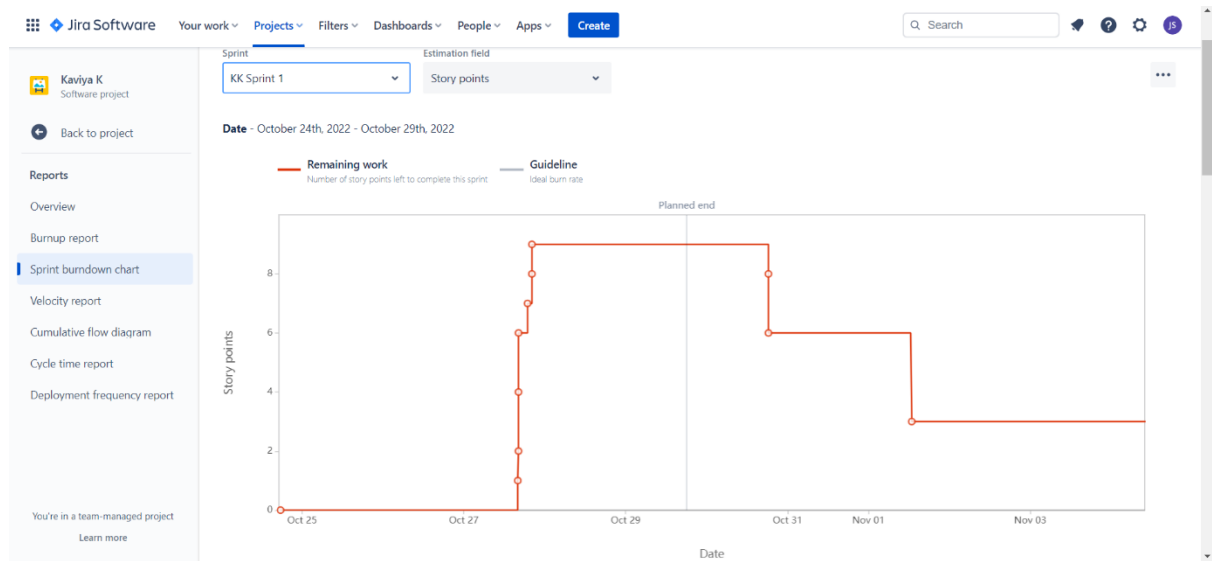 Jira Software Your work Projects Filters Dashboards People Apps Create Search JS
Sprint Estimation field
Kaviya K
Software project
KK Sprint 1 Story points
Back to project
Date - October 24th, 2022 - October 29th, 2022
Reports
Overview
Burnup report
Sprint burndown chart
Velocity report
Cumulative flow diagram
Cycle time report
Deployment frequency report
You're in a team-managed project
Learn more
Remaining work
Number of story points left to complete this sprint
Guideline
Ideal burn rate
Planned end
Story points
8
6
4
2
0
Oct 25 Oct 27 Oct 29 Oct 31 Nov 01 Nov 03
Date